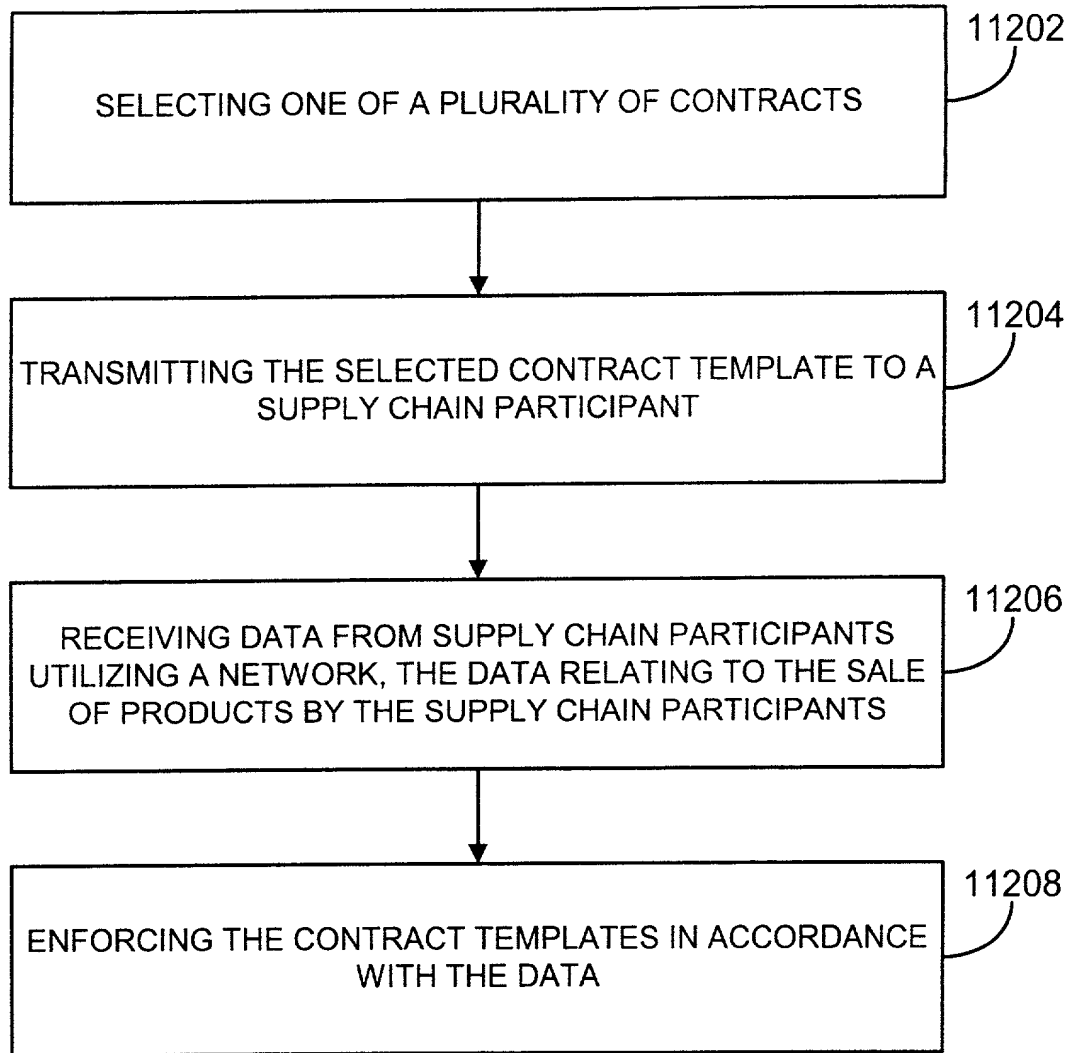 11202
SELECTING ONE OF A PLURALITY OF CONTRACTS
11204
TRANSMITTING THE SELECTED CONTRACT TEMPLATE TO A
SUPPLY CHAIN PARTICIPANT
11206
RECEIVING DATA FROM SUPPLY CHAIN PARTICIPANTS
UTILIZING A NETWORK, THE DATA RELATING TO THE SALE
OF PRODUCTS BY THE SUPPLY CHAIN PARTICIPANTS
11208
ENFORCING THE CONTRACT TEMPLATES IN ACCORDANCE
WITH THE DATA